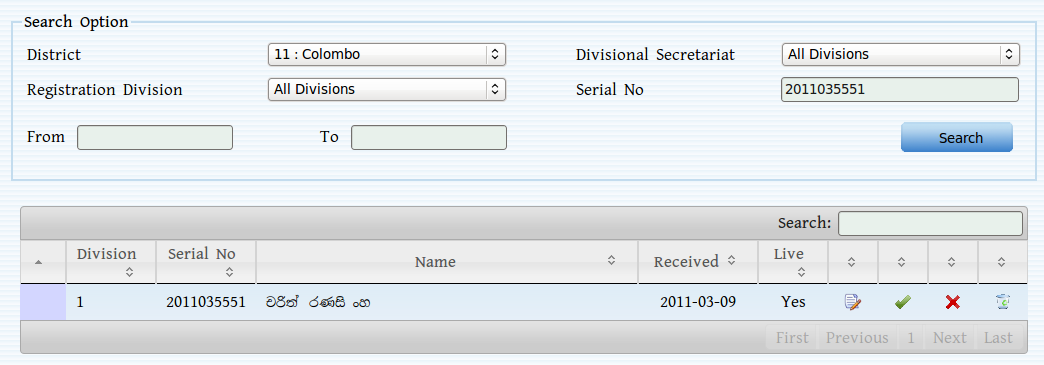 Search Option
District 11 : Colombo Divisional Secretariat All Divisions
Registration Division All Divisions Serial No 2011035551
From To Search
Search:
Division Serial No Name Received Live
1 2011035551 චරිත් රණසි ංහ 2011-03-09 Yes
First Previous 1 Next Last